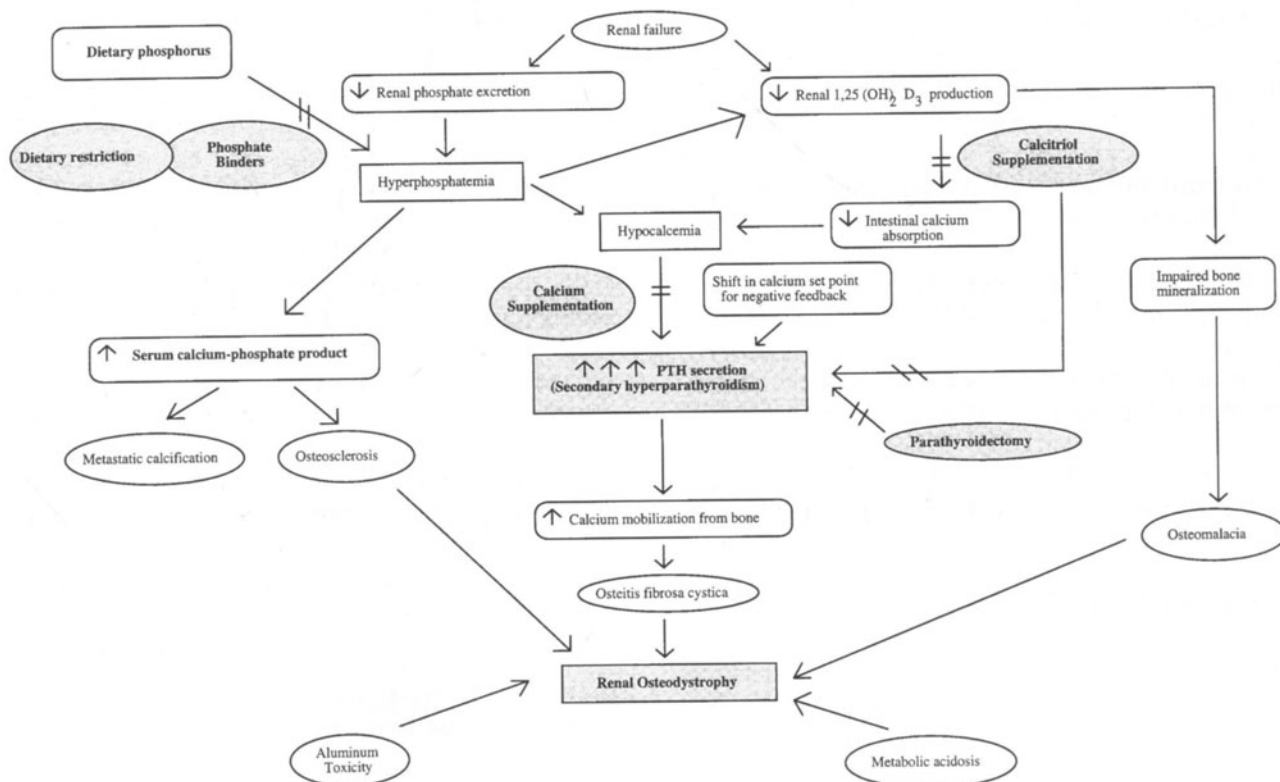 Renal failure
Dietary phosphorus
↓ Renal phosphate excretion
↓ Renal 1,25 (OH)2 D3 production
Dietary restriction
Phosphate
Binders
Calcitriol
Supplementation
Hyperphosphatemia
Hypocalcemia
↓ Intestinal calcium
absorption
Calcium
Supplementation
Shift in calcium set point
for negative feedback
Impaired bone
mineralization
↑ Serum calcium-phosphate product
↑ ↑ ↑ PTH secretion
(Secondary hyperparathyroidism)
Metastatic calcification
Osteosclerosis
Parathyroidectomy
↑ Calcium mobilization from bone
Osteomalacia
Osteitis fibrosa cystica
Renal Osteodystrophy
Aluminum
Toxicity
Metabolic acidosis